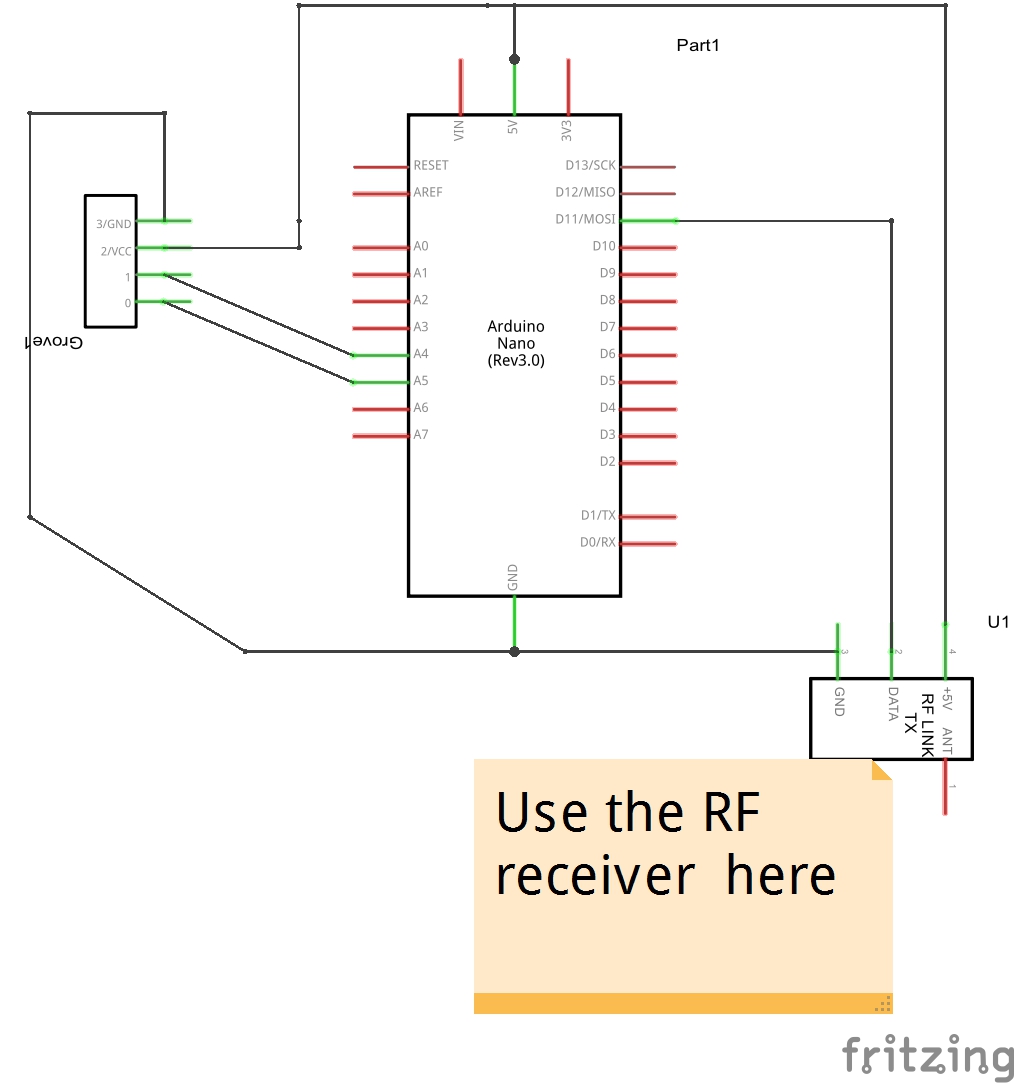 Part1
VIN
5V
3V3
RESET
AREF
A0
A1
A2
A3
A4
A5
A6
A7
D13/SCK
D12/MISO
D11/MOSI
D10
D9
D8
D7
D6
D5
D4
D3
D2
D1/TX
D0/RX
Arduino
Nano
(Rev3.0)
GND
3/GND
2/VCC
1
0
Grove1
U1
3
2
4
GND
DATA
+5V
RF LINK
TX
ANT
1
Use the RF
receiver here
fritzing